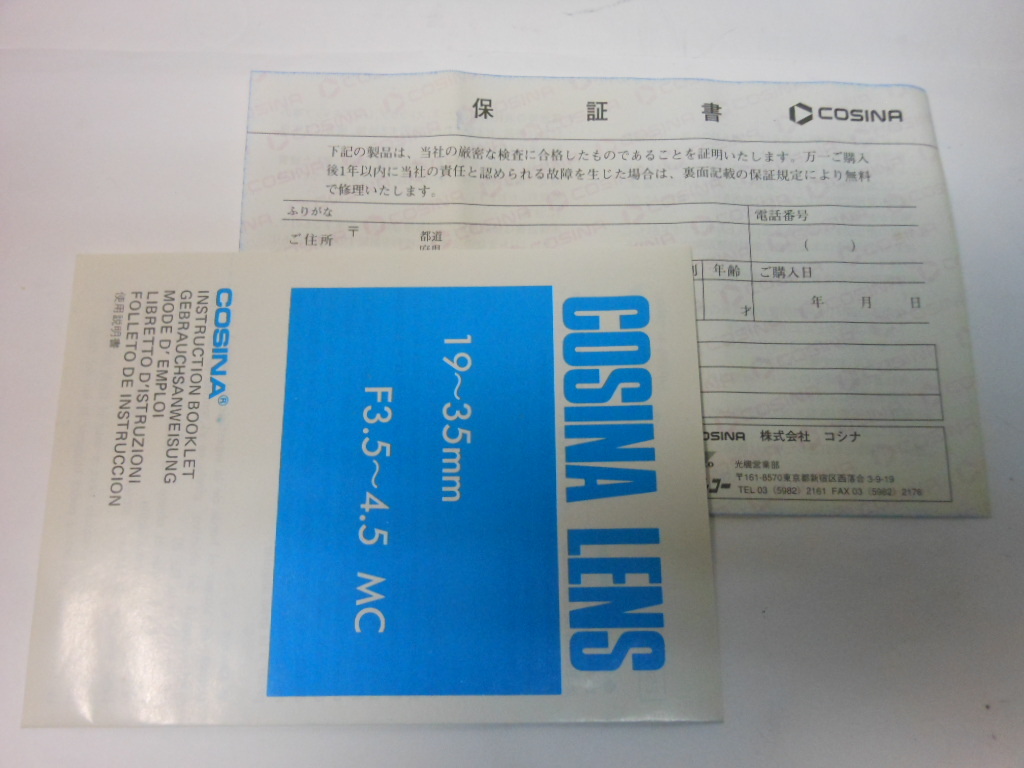 保 証 書
COSINA
下記の製品は、当社の厳密な検査に合格したものであることを証明いたします。万一ご購入
後1年以内に当社の責任と認められる故障を生じた場合は、裏面記載の保証規定により無料
で修理いたします。
ふりがな
電話番号
ご住所 〒 都道
( )
年齢 ご購入日
才 年 月 日
COSINA 株式会社 コシナ
光機営業部
〒161-8570東京都新宿区西落合 3-9-19
TEL 03 (5982) 2161 FAX 03 (5982) 2176
COSINA LENS
19~35mm
F3.5~4.5 MC
COSINA®
INSTRUCTION BOOKLET
GEBRAUCHSANWEISUNG
MODE D'EMPLOI
LIBRETTO D'ISTRUZIONI
FOLLETO DE INSTRUCCION
使用説明書